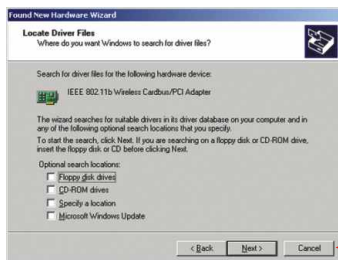 Found New Hardware Wizard
Locate Driver Files
Where do you want Windows to search for driver files?
Search for driver files for the following hardware device:
IEEE 802.11b Wireless Cardbus/PCI Adapter
The wizard searches for suitable drivers in its driver database on your computer and in
any of the following optional search locations that you specify.
To start the search, click Next. If you are searching on a floppy disk or CD-ROM drive,
insert the floppy disk or CD before clicking Next.
Optional search locations:
Floppy disk drives
CD-ROM drives
Specify a location
Microsoft Windows Update
< Back
Next >
Cancel